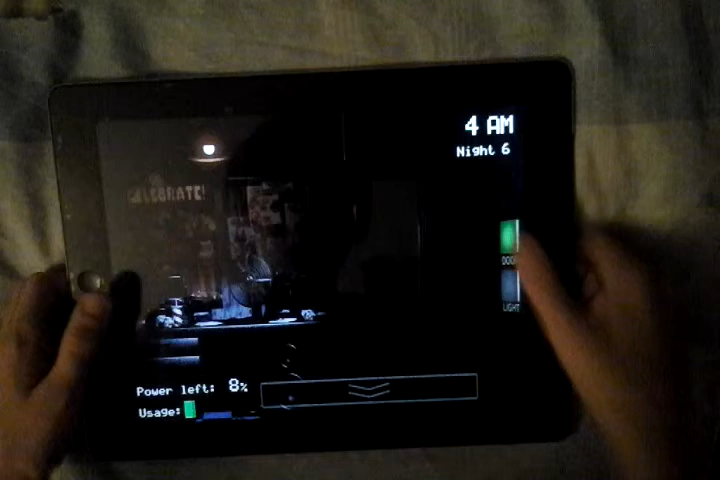 4 AM
Night 6
CELEBRATE!
DOOR
LIGHT
Power left: 8%
Usage: